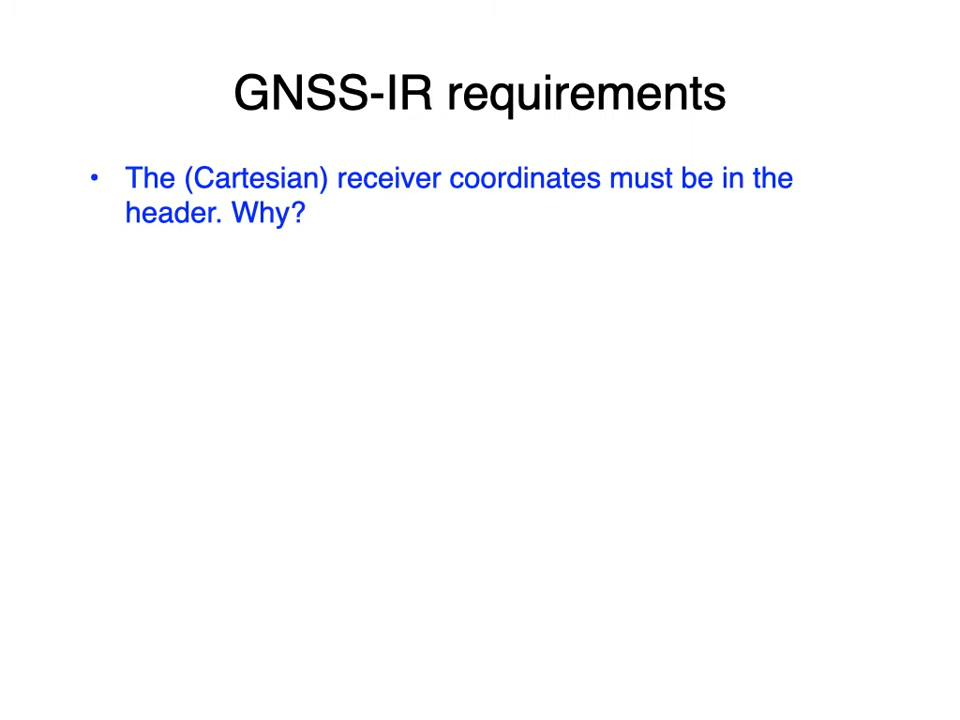 GNSS-IR requirements
• The (Cartesian) receiver coordinates must be in the
header. Why?